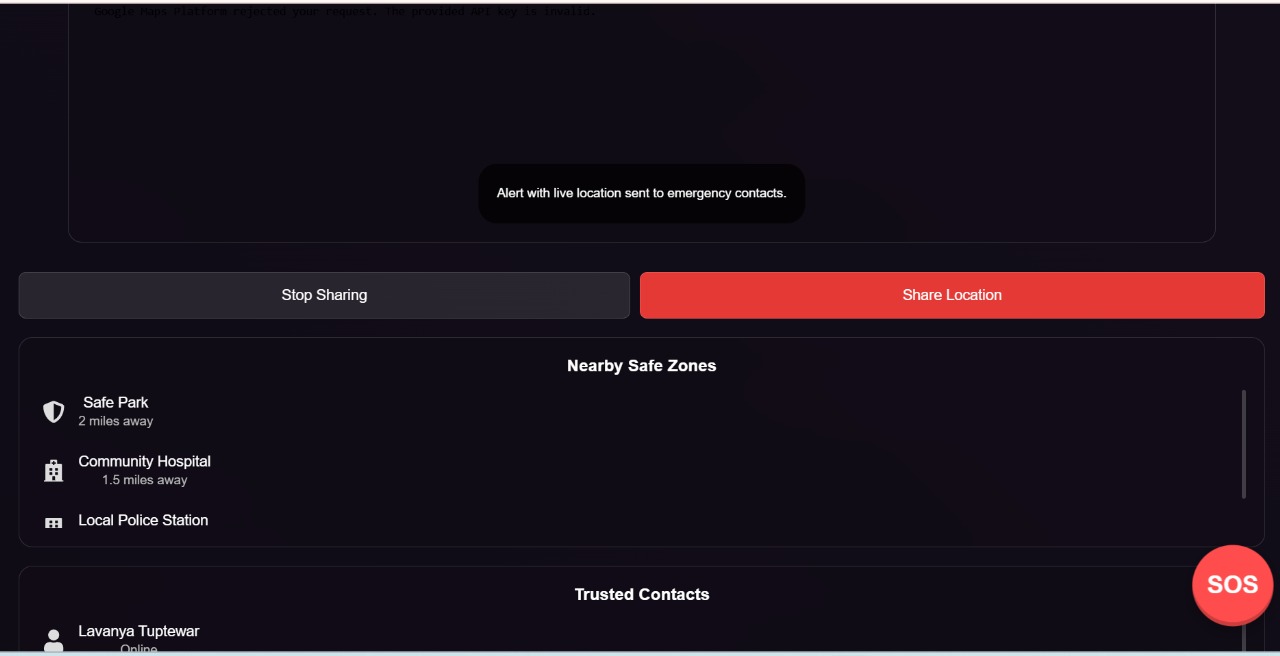 Google Maps Platform rejected your request. The provided API key is invalid.
Alert with live location sent to emergency contacts.
Stop Sharing
Share Location
Nearby Safe Zones
Safe Park
2 miles away
Community Hospital
1.5 miles away
Local Police Station
SOS
Trusted Contacts
Lavanya Tuptewar
Online